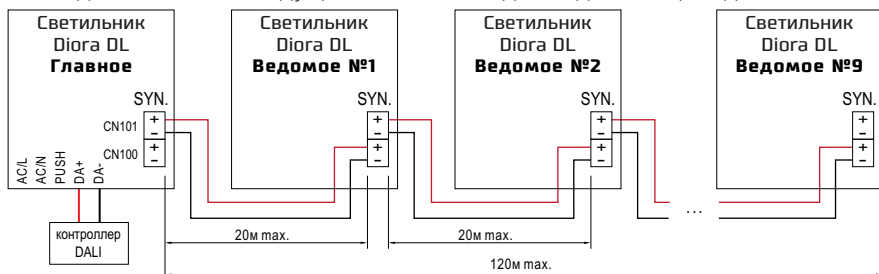 Светильник
Diora DL
Главное
SYN.
CN101
+
-
CN100
+
-
AC/L
AC/N
PUSH
DA+
DA-
контроллер
DALI
Светильник
Diora DL
Ведомое №1
SYN.
+
-
+
-
Светильник
Diora DL
Ведомое №2
SYN.
+
-
+
-
...
Светильник
Diora DL
Ведомое №9
SYN.
+
-
+
-
20м max.
20м max.
120м max.